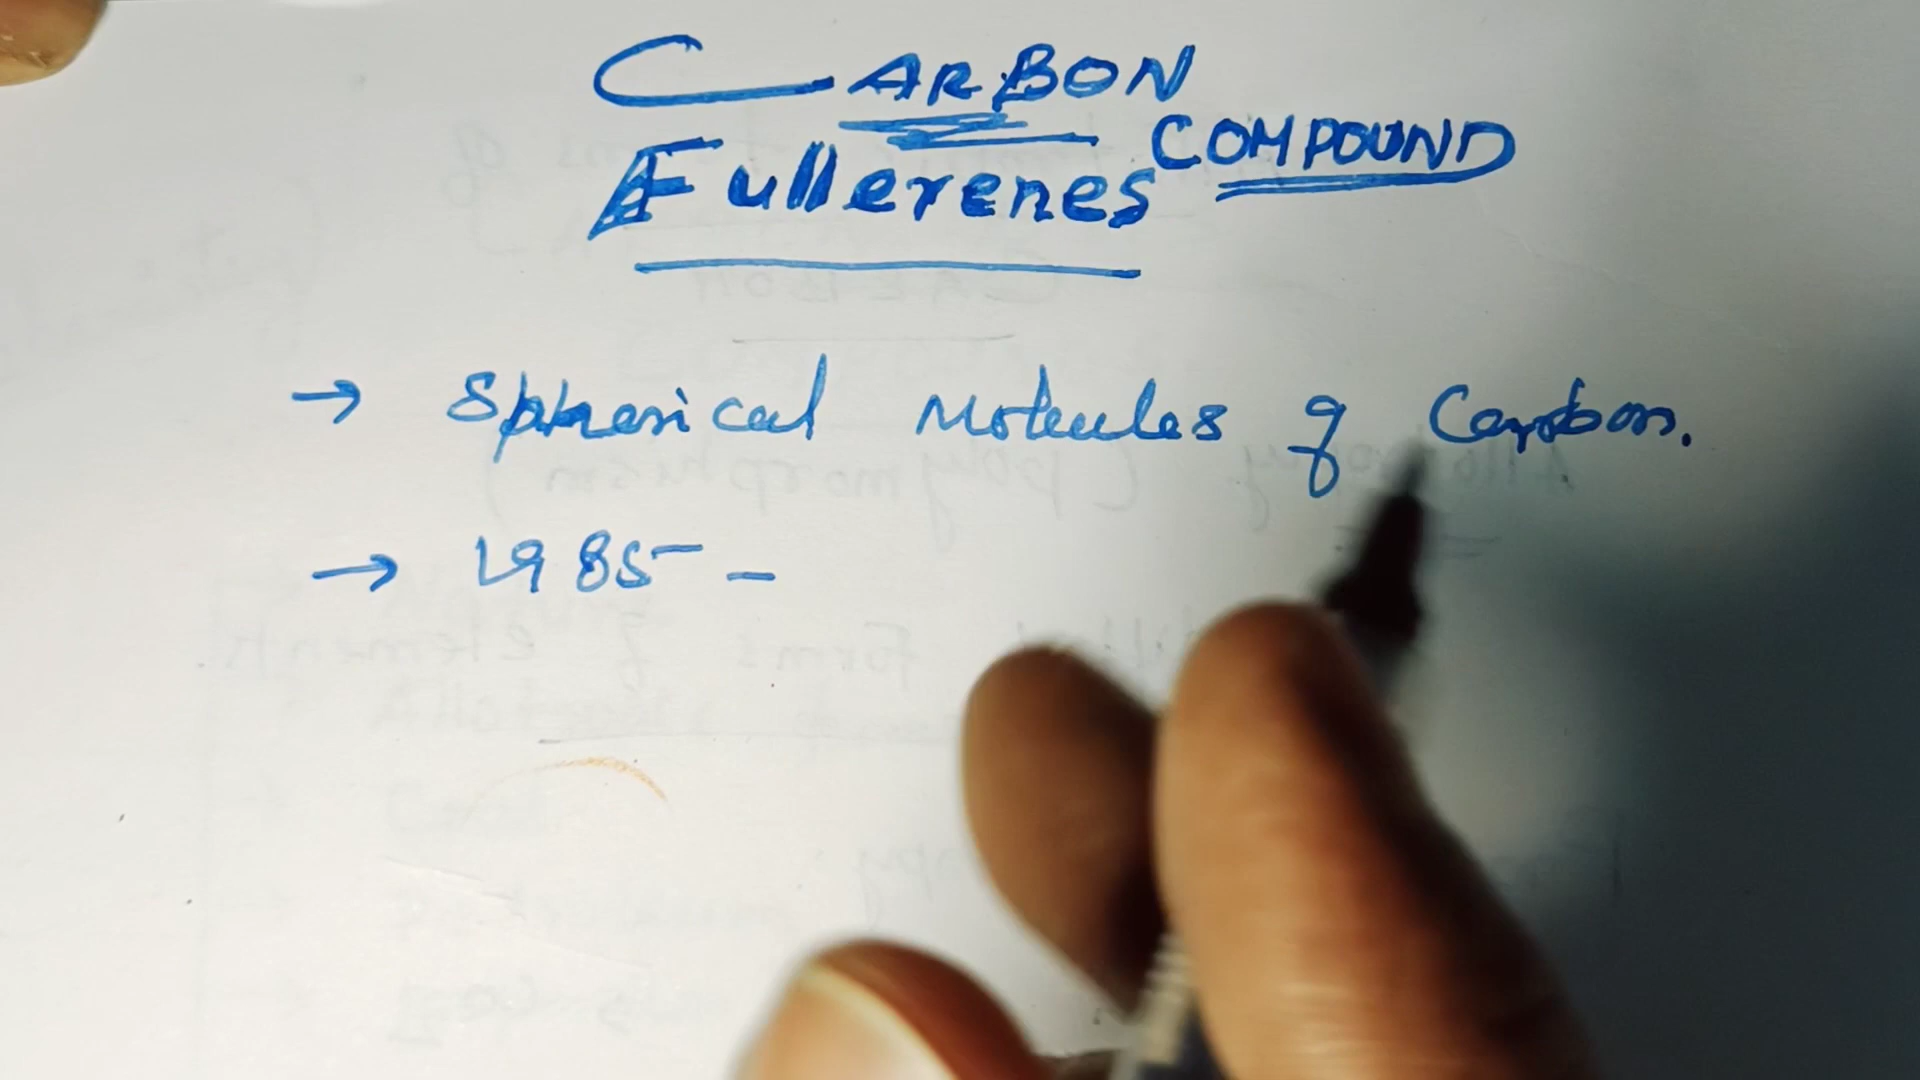 CARBON
COMPOUND
Fullerenes
→ Spherical Molecules of Carbon.
→ 1985 -